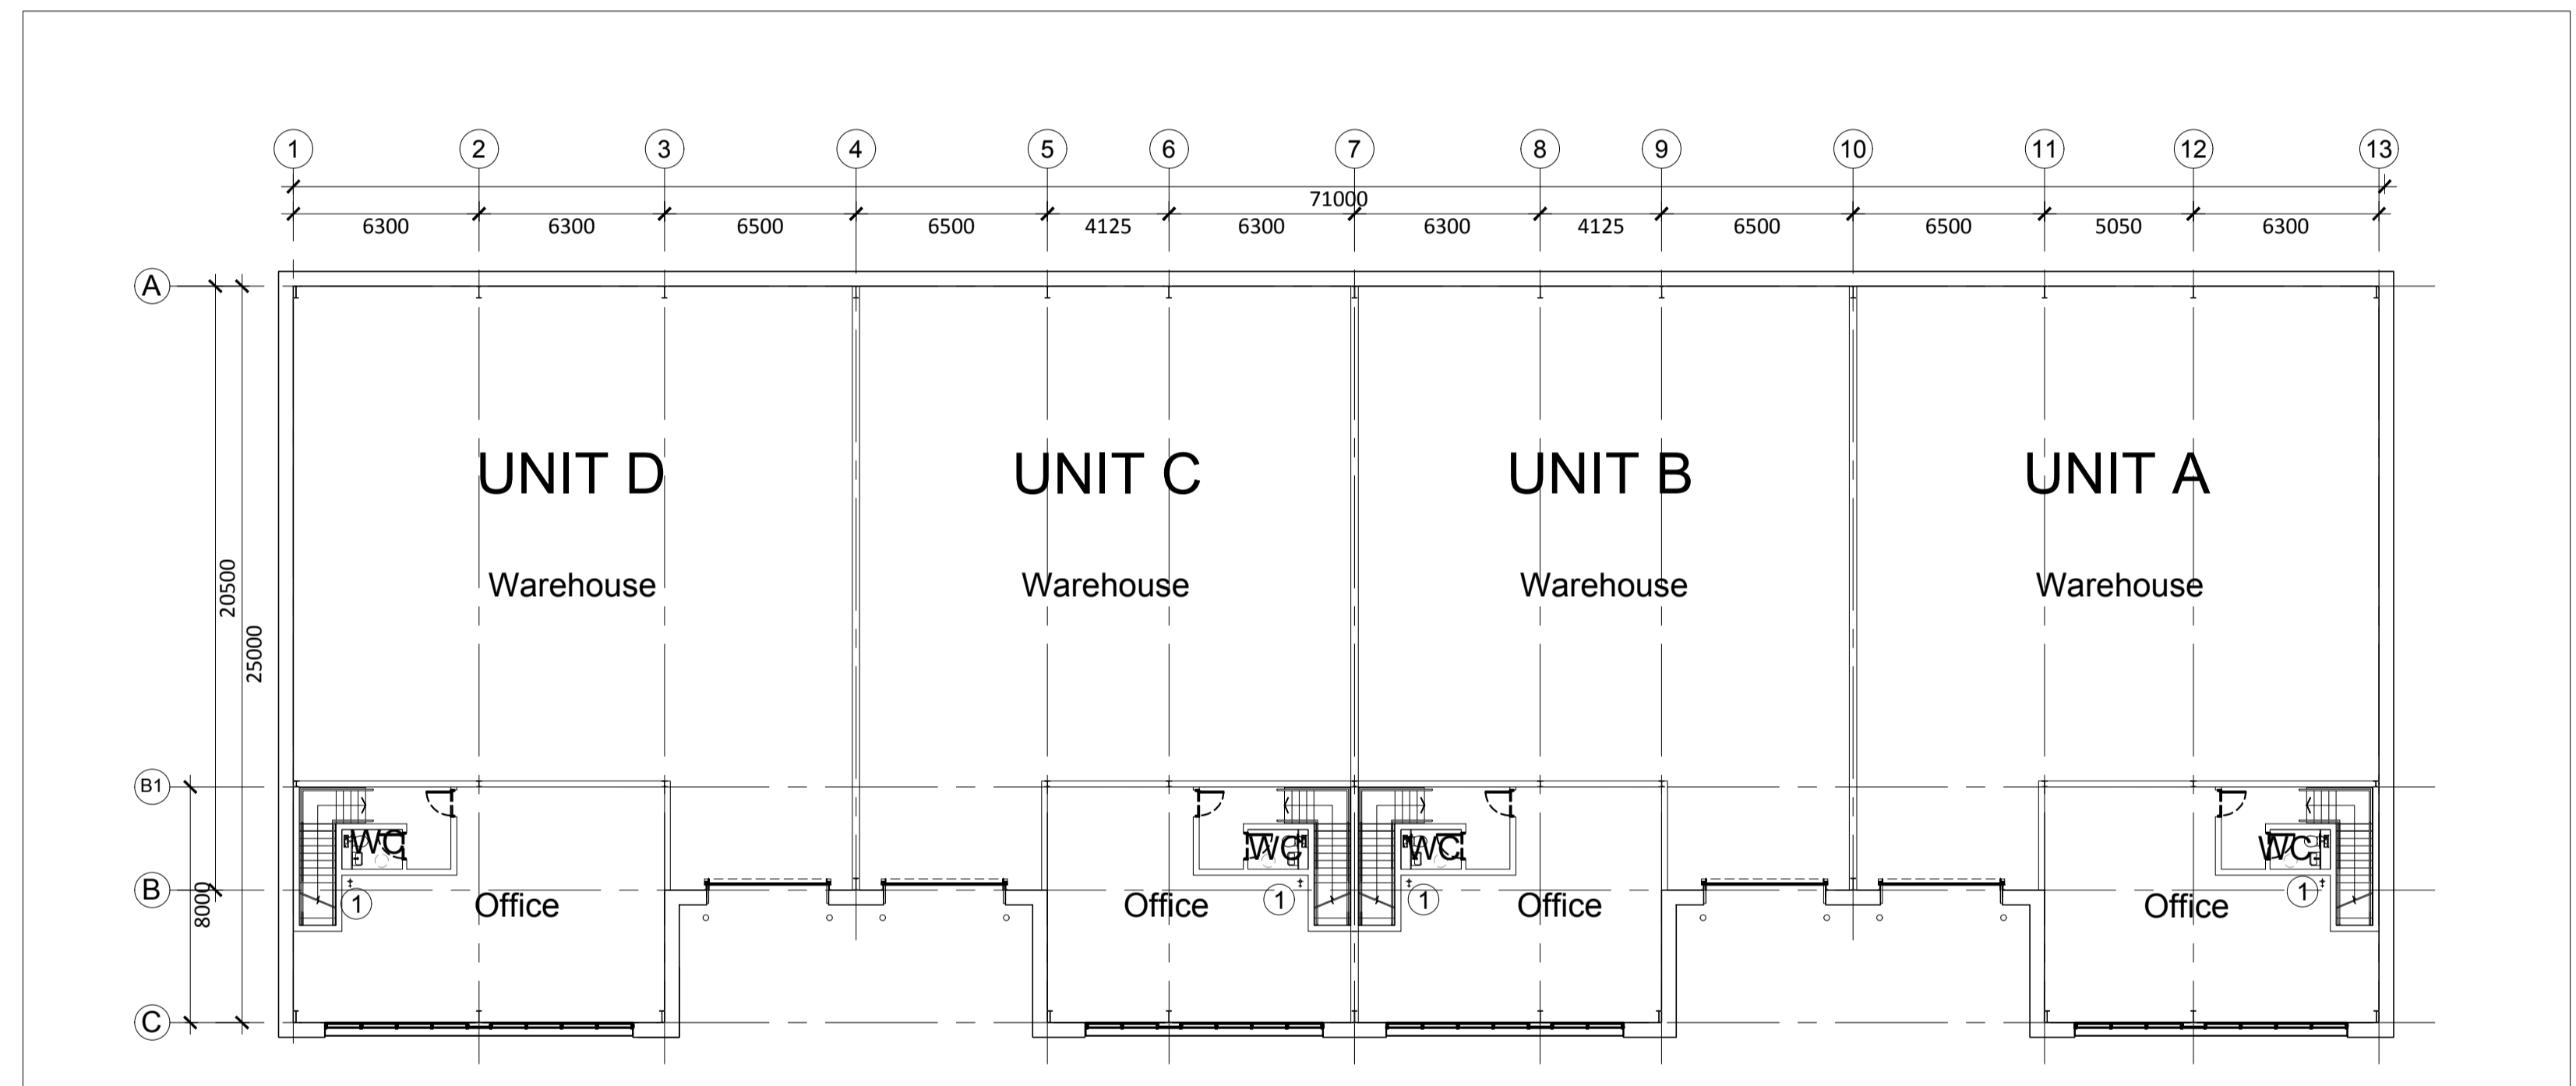 1 2 3 4 5 6 7 8 9 10 11 12 13
71000
6300 6300 6500 6500 4125 6300 6300 4125 6500 6500 5050 6300
A
UNIT D UNIT C UNIT B UNIT A
Warehouse Warehouse Warehouse Warehouse
20500
25000
B1
WC WC WC WC
B
8000
1 1 1 1
Office Office Office Office
C